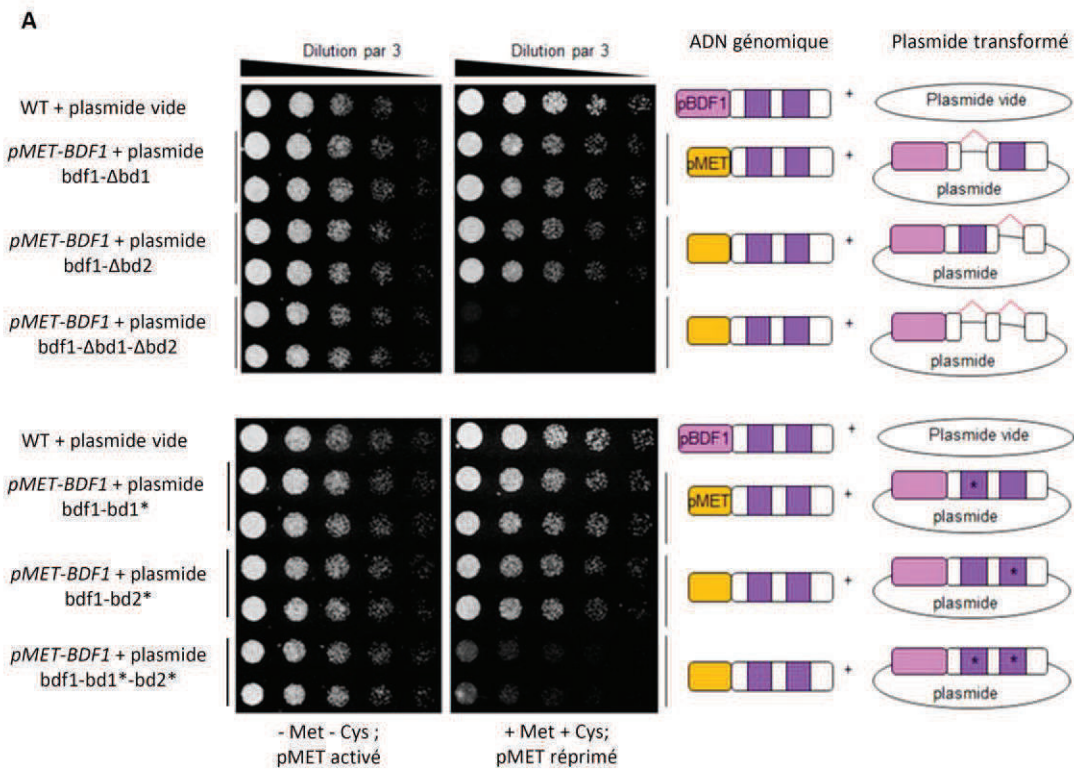 A
Dilution par 3
Dilution par 3
ADN génomique
Plasmide transformé
WT + plasmide vide
pBDF1
+
Plasmide vide
pMET-BDF1 + plasmide
bdf1-Δbd1
pMET
+
plasmide
pMET-BDF1 + plasmide
bdf1-Δbd2
+
plasmide
pMET-BDF1 + plasmide
bdf1-Δbd1-Δbd2
+
plasmide
WT + plasmide vide
pBDF1
+
Plasmide vide
pMET-BDF1 + plasmide
bdf1-bd1*
pMET
+
*
plasmide
pMET-BDF1 + plasmide
bdf1-bd2*
+
*
plasmide
pMET-BDF1 + plasmide
bdf1-bd1*-bd2*
+
* *
plasmide
- Met - Cys ;
pMET activé
+ Met + Cys;
pMET réprimé